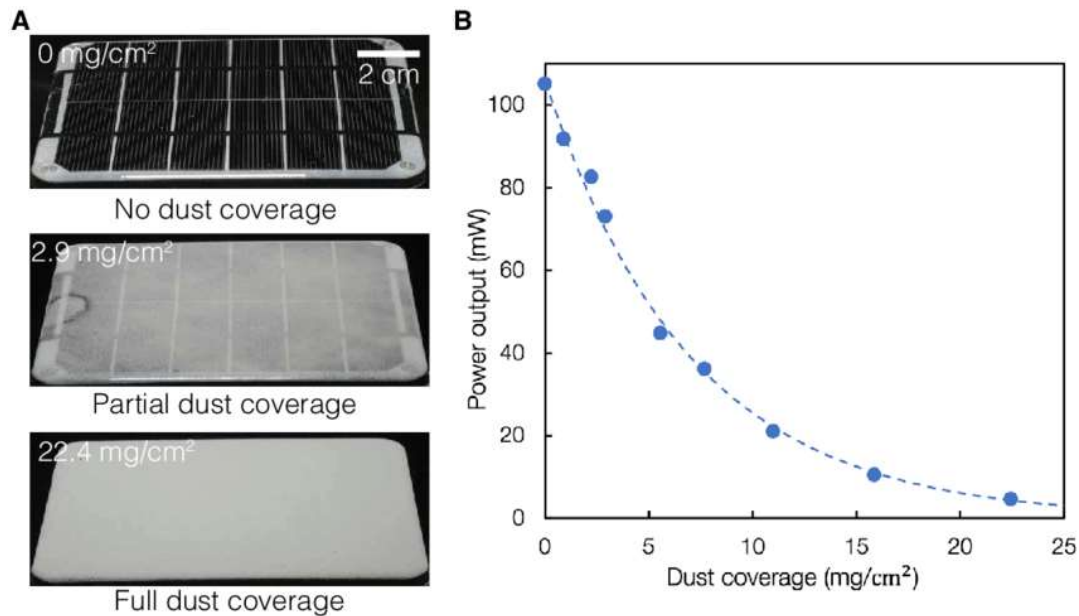 A
0 mg/cm²
2 cm
No dust coverage
2.9 mg/cm²
Partial dust coverage
22.4 mg/cm²
Full dust coverage
B
Power output (mW)
100
80
60
40
20
0
0 5 10 15 20 25
Dust coverage (mg/cm²)